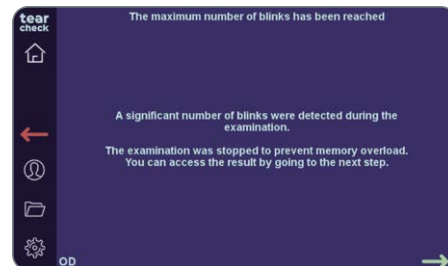 tear
check
The maximum number of blinks has been reached
A significant number of blinks were detected during the
examination.
The examination was stopped to prevent memory overload.
You can access the result by going to the next step.
OD